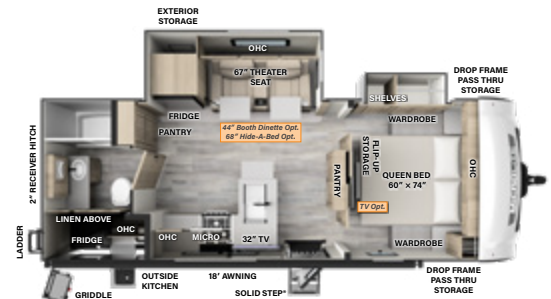 EXTERIOR
STORAGE
OHC
67" THEATER
SEAT
DROP FRAME
PASS THRU
STORAGE
SHELVES
FRIDGE
PANTRY
WARDROBE
44" Booth Dinette Opt.
68" Hide-A-Bed Opt.
2" RECEIVER HITCH
FLIP-UP
STORAGE
PANTRY
QUEEN BED
60" x 74"
OHC
TV Opt.
LINEN ABOVE
LADDER
FRIDGE
OHC
OHC
MICRO
32" TV
WARDROBE
GRIDDLE
OUTSIDE
KITCHEN
18' AWNING
SOLID STEP*
DROP FRAME
PASS THRU
STORAGE